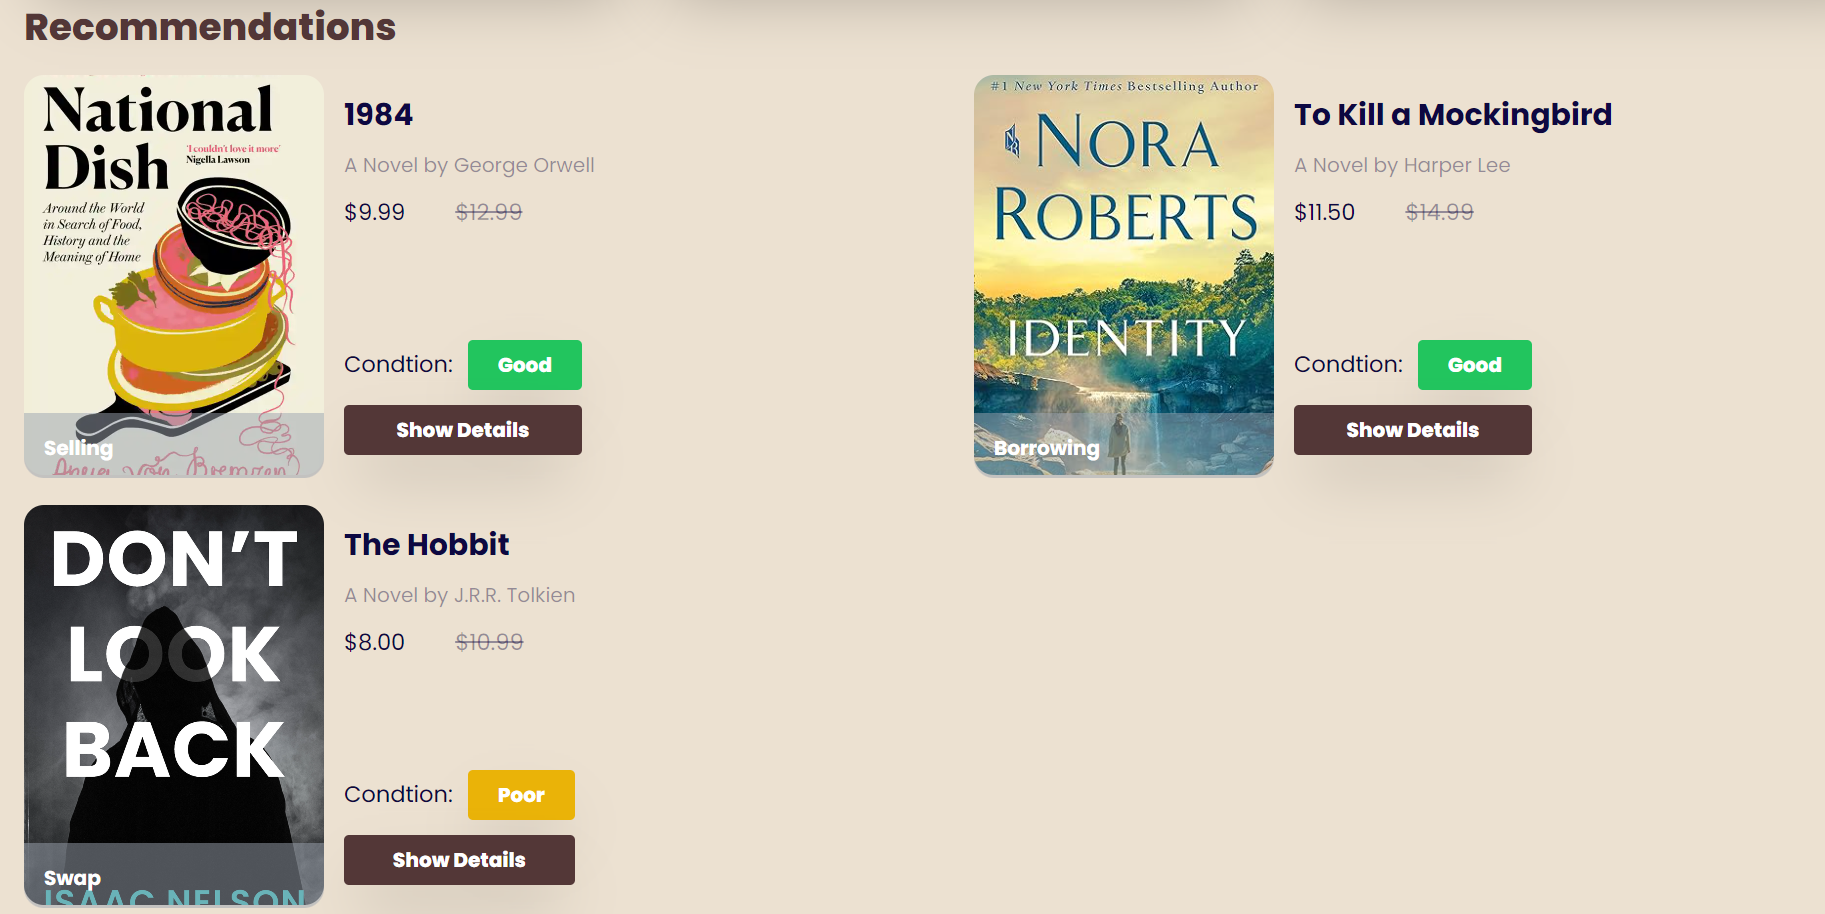 Recommendations
National
Dish
'I couldn't love it more'
Nigella Lawson
Around the World
in Search of Food,
History and the
Meaning of Home
Selling
Anya von Bremzen
1984
A Novel by George Orwell
$9.99 $12.99
Condtion: Good
Show Details
#1 New York Times Bestselling Author
NR
NORA
ROBERTS
IDENTITY
Borrowing
To Kill a Mockingbird
A Novel by Harper Lee
$11.50 $14.99
Condtion: Good
Show Details
DON'T
LOOK
BACK
Swap
ISAAC NELSON
The Hobbit
A Novel by J.R.R. Tolkien
$8.00 $10.99
Condtion: Poor
Show Details